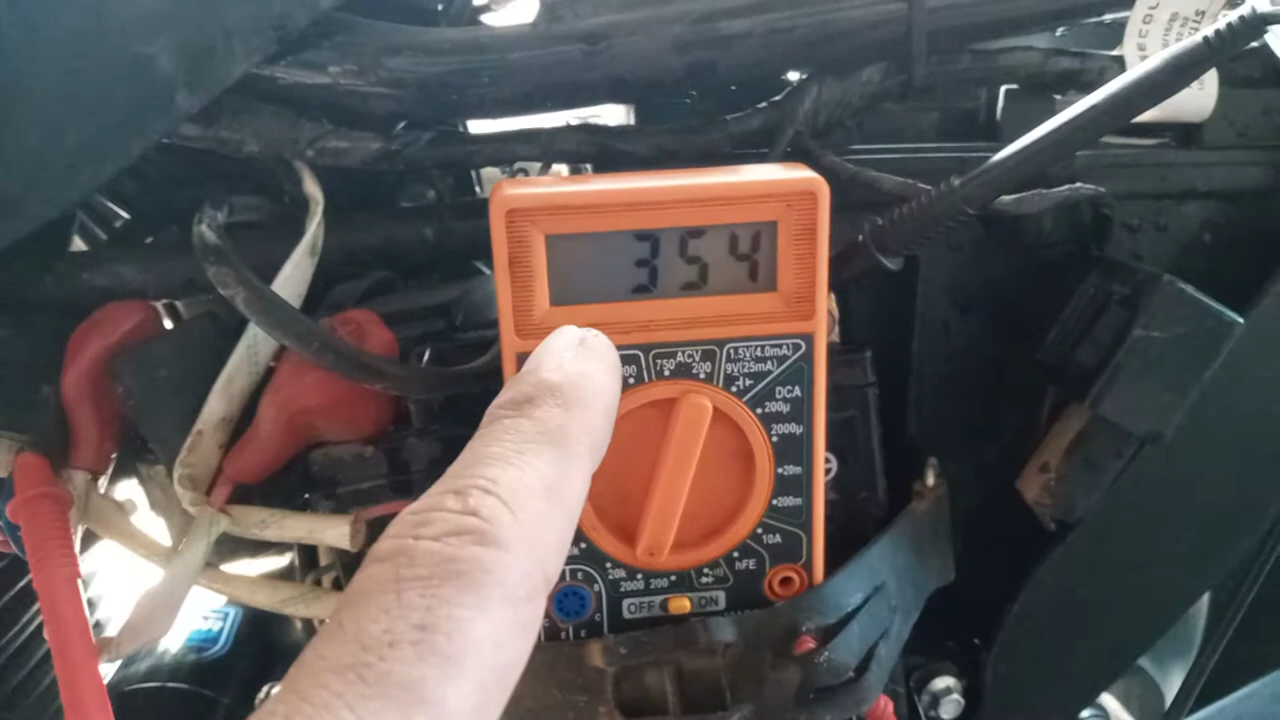 354
750 ACV 200
1.5V(4.0mA)
9V(25mA)
DCA
200µ
2000µ
20m
200m
10A
hFE
20k
2000 200
OFF ON
E
C
E